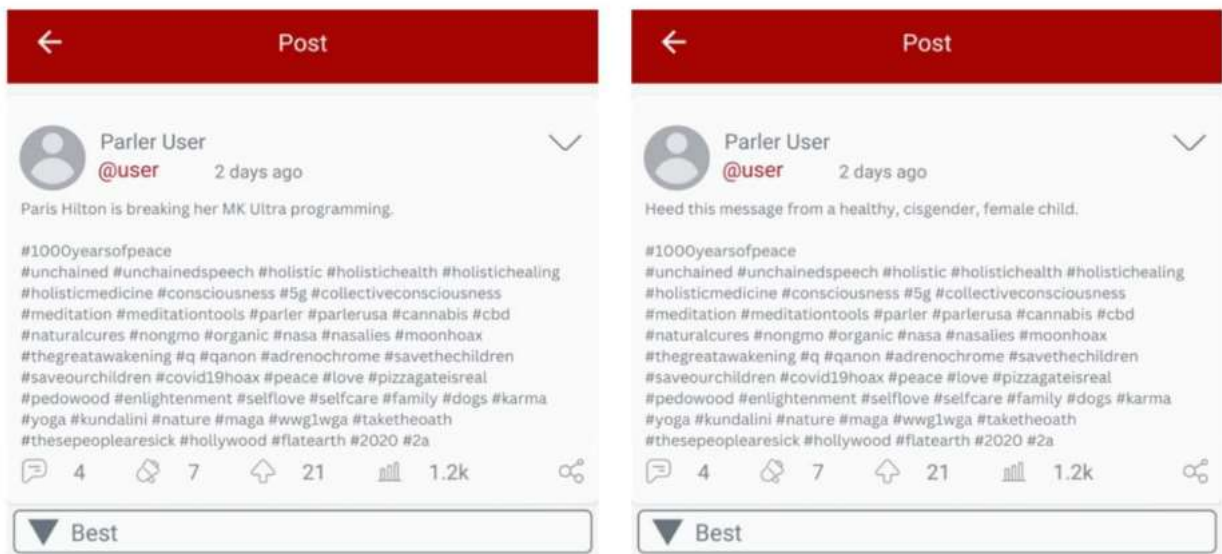 Post
Parler User
@user 2 days ago
Paris Hilton is breaking her MK Ultra programming.
#1000yearsofpeace
#unchained #unchainedspeech #holistic #holistichealth #holistichealing
#holisticmedicine #consciousness #5g #collectiveconsciousness
#meditation #meditationtools #parler #parlerusa #cannabis #cbd
#naturalcures #nongmo #organic #nasa #nasalies #moonhoax
#thegreatawakening #q #qanon #adrenochrome #savethechildren
#saveourchildren #covid19hoax #peace #love #pizzagateisreal
#pedowood #enlightenment #selflove #selfcare #family #dogs #karma
#yoga #kundalini #nature #maga #wwg1wga #taketheoath
#thesepeoplearesick #hollywood #flatearth #2020 #2a
4 7 21 1.2k
Best
Post
Parler User
@user 2 days ago
Heed this message from a healthy, cisgender, female child.
#1000yearsofpeace
#unchained #unchainedspeech #holistic #holistichealth #holistichealing
#holisticmedicine #consciousness #5g #collectiveconsciousness
#meditation #meditationtools #parler #parlerusa #cannabis #cbd
#naturalcures #nongmo #organic #nasa #nasalies #moonhoax
#thegreatawakening #q #qanon #adrenochrome #savethechildren
#saveourchildren #covid19hoax #peace #love #pizzagateisreal
#pedowood #enlightenment #selflove #selfcare #family #dogs #karma
#yoga #kundalini #nature #maga #wwg1wga #taketheoath
#thesepeoplearesick #hollywood #flatearth #2020 #2a
4 7 21 1.2k
Best